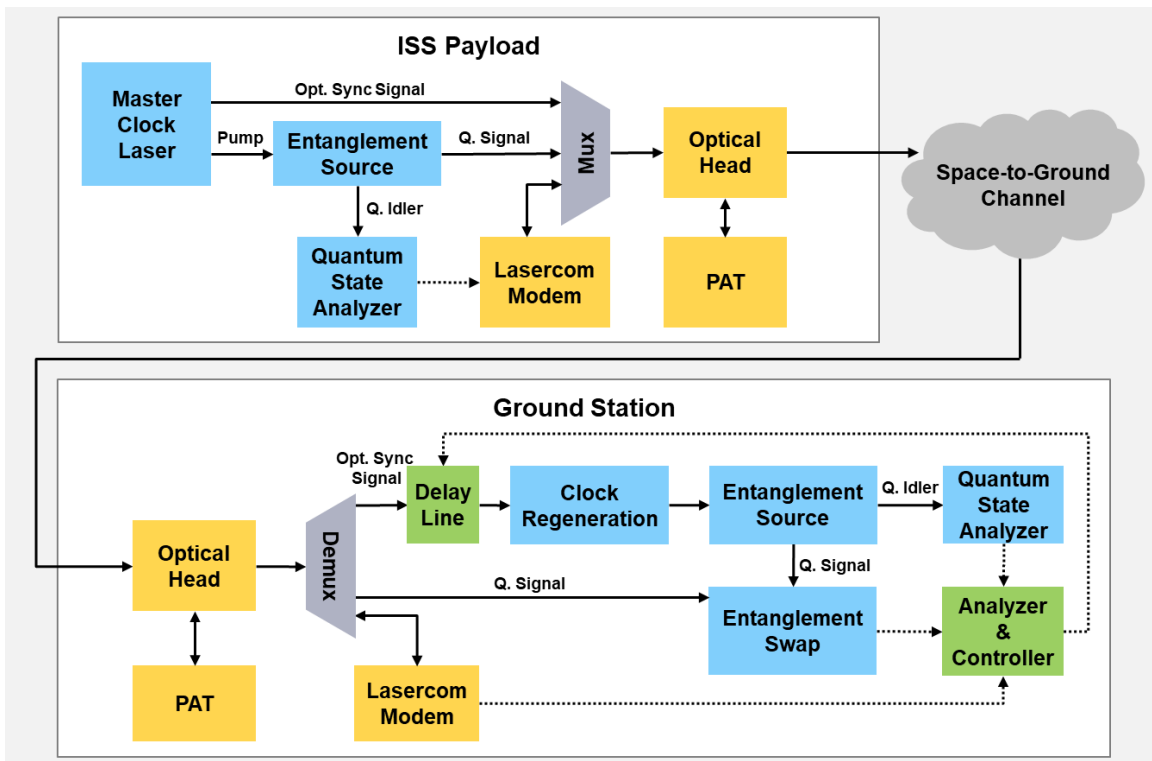 ISS Payload
Master
Clock
Laser
Opt. Sync Signal
Pump
Entanglement
Source
Q. Signal
Mux
Optical
Head
Space-to-Ground
Channel
Q. Idler
Quantum
State
Analyzer
Lasercom
Modem
PAT
Ground Station
Opt. Sync
Signal
Delay
Line
Clock
Regeneration
Entanglement
Source
Q. Idler
Quantum
State
Analyzer
Optical
Head
Demux
Q. Signal
Q. Signal
Entanglement
Swap
Analyzer
&
Controller
PAT
Lasercom
Modem